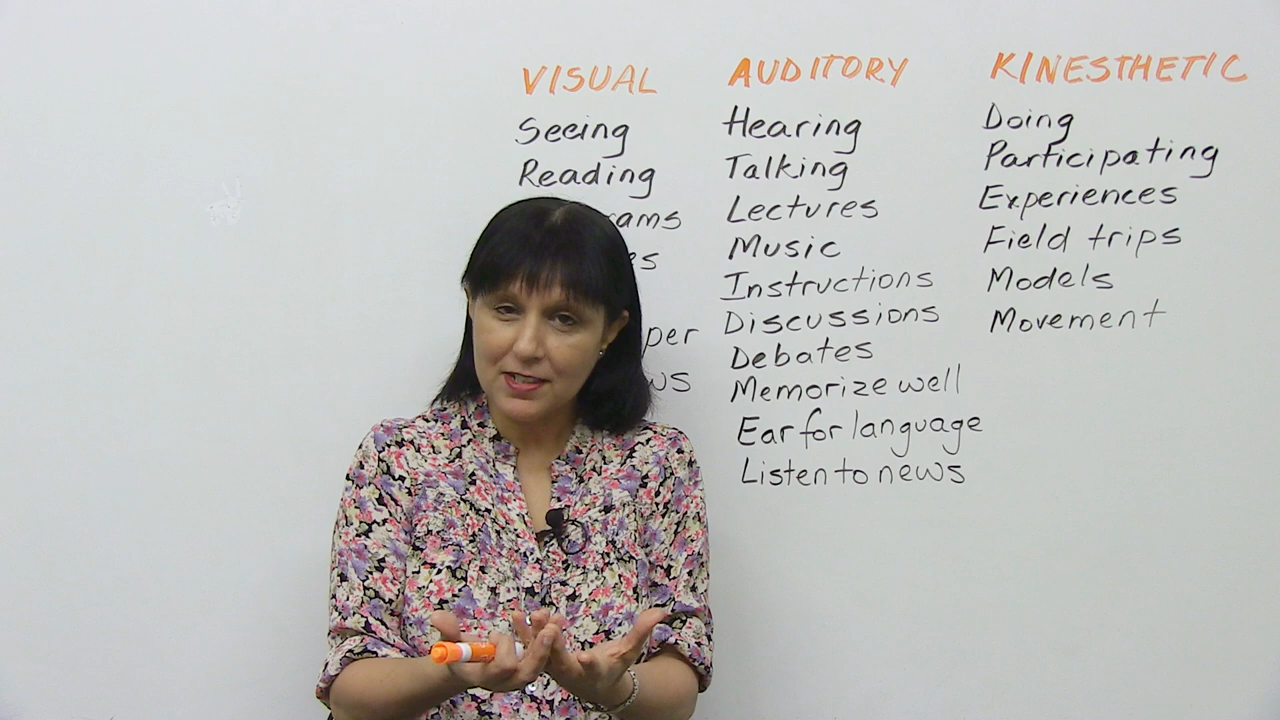 VISUAL
Seeing
Reading
AUDITORY
Hearing
Talking
Lectures
Music
Instructions
Discussions
Debates
Memorize well
Ear for language
Listen to news
KINESTHETIC
Doing
Participating
Experiences
Field trips
Models
Movement